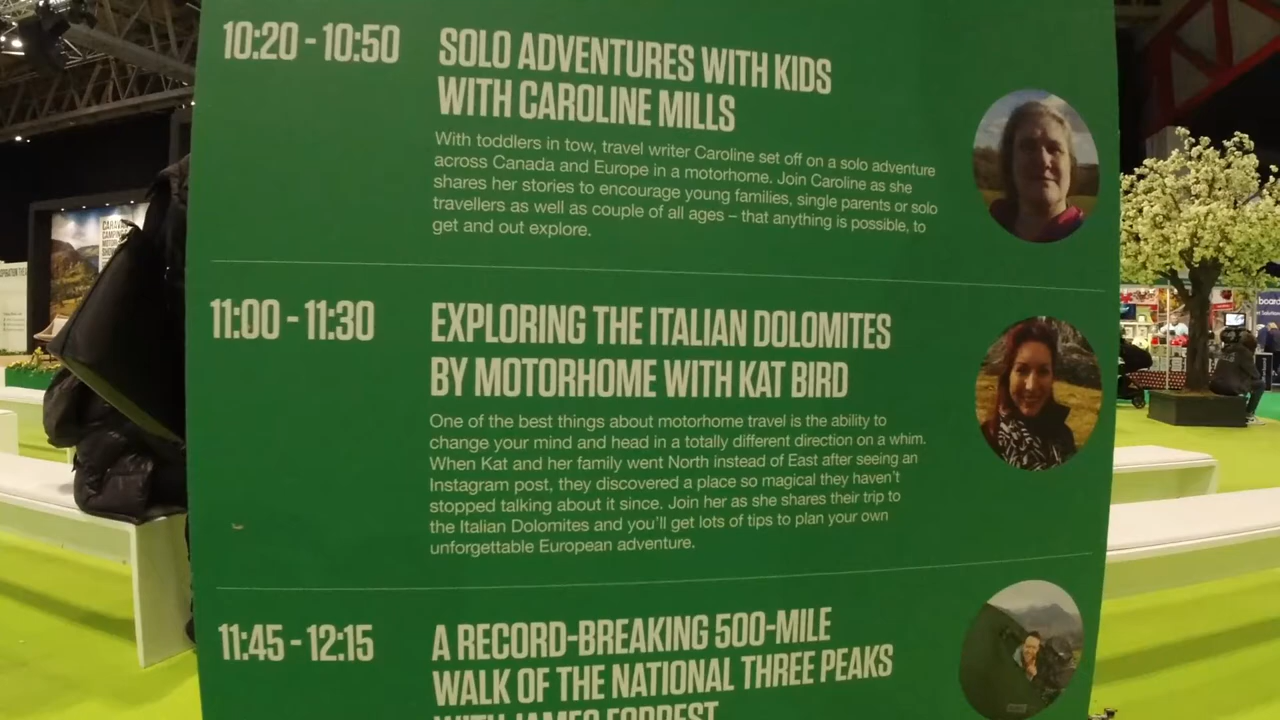 10:20 - 10:50
SOLO ADVENTURES WITH KIDS
WITH CAROLINE MILLS
With toddlers in tow, travel writer Caroline set off on a solo adventure
across Canada and Europe in a motorhome. Join Caroline as she
shares her stories to encourage young families, single parents or solo
travellers as well as couple of all ages – that anything is possible, to
get and out explore.
11:00 - 11:30
EXPLORING THE ITALIAN DOLOMITES
BY MOTORHOME WITH KAT BIRD
One of the best things about motorhome travel is the ability to
change your mind and head in a totally different direction on a whim.
When Kat and her family went North instead of East after seeing an
Instagram post, they discovered a place so magical they haven't
stopped talking about it since. Join her as she shares their trip to
the Italian Dolomites and you'll get lots of tips to plan your own
unforgettable European adventure.
11:45 - 12:15
A RECORD-BREAKING 500-MILE
WALK OF THE NATIONAL THREE PEAKS
WITH JAMES FORREST
board